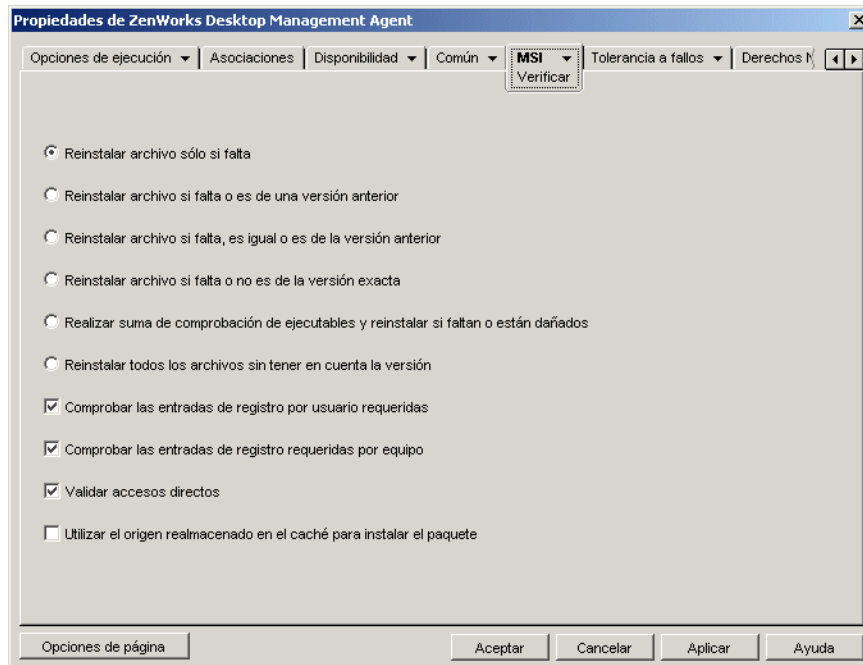 Propiedades de ZenWorks Desktop Management Agent
Opciones de ejecución Asociaciones Disponibilidad Común MSI Tolerancia a fallos Derechos
Verificar
Reinstalar archivo sólo si falta
Reinstalar archivo si falta o es de una versión anterior
Reinstalar archivo si falta, es igual o es de la versión anterior
Reinstalar archivo si falta o no es de la versión exacta
Realizar suma de comprobación de ejecutables y reinstalar si faltan o están dañados
Reinstalar todos los archivos sin tener en cuenta la versión
Comprobar las entradas de registro por usuario requeridas
Comprobar las entradas de registro requeridas por equipo
Validar accesos directos
Utilizar el origen realmacenado en el caché para instalar el paquete
Opciones de página Aceptar Cancelar Aplicar Ayuda